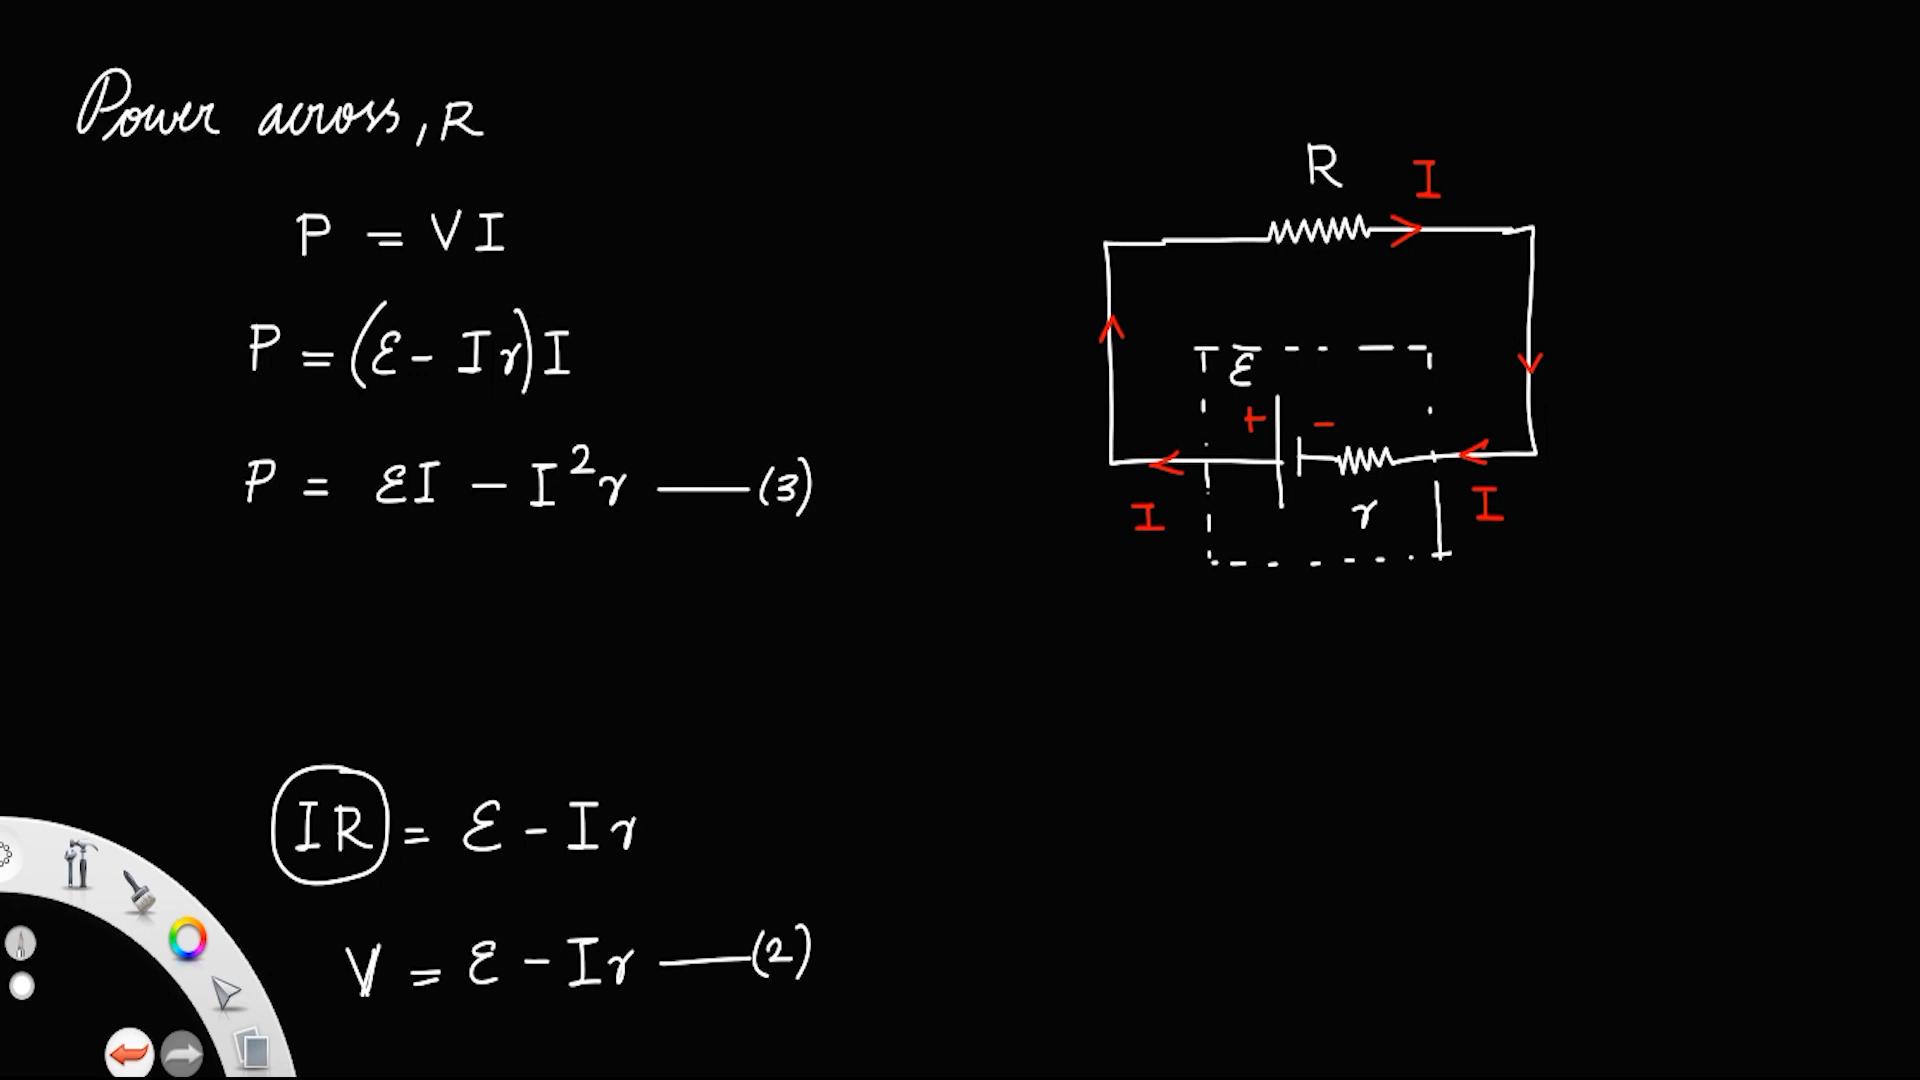 Power across, R
P = VI
P = (ε - Ir)I
P = εI - I²r —(3)
IR = ε - Ir
V = ε - Ir —(2)
R
I
ε
+ -
r
I
I